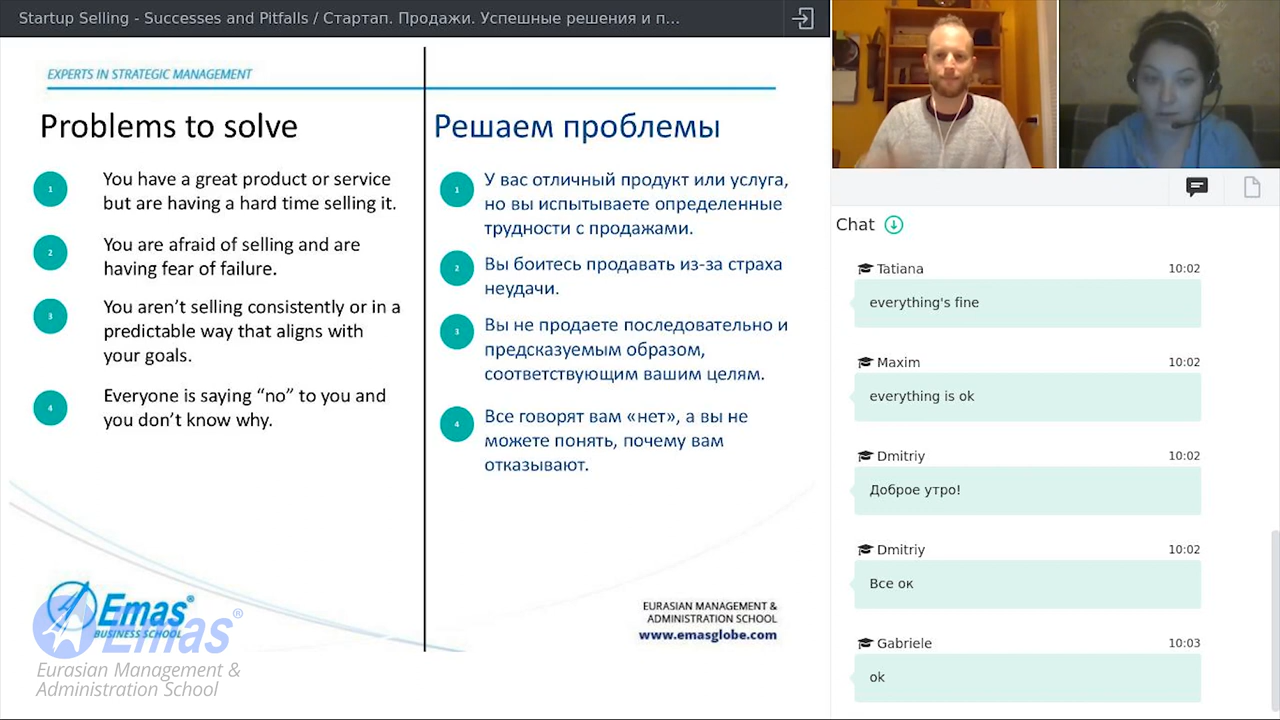 Startup Selling - Successes and Pitfalls / Стартап. Продажи. Успешные решения и п...
EXPERTS IN STRATEGIC MANAGEMENT
Problems to solve
1
You have a great product or service
but are having a hard time selling it.
2
You are afraid of selling and are
having fear of failure.
3
You aren’t selling consistently or in a
predictable way that aligns with
your goals.
4
Everyone is saying “no” to you and
you don’t know why.
Решаем проблемы
1
У вас отличный продукт или услуга,
но вы испытываете определенные
трудности с продажами.
2
Вы боитесь продавать из-за страха
неудачи.
3
Вы не продаете последовательно и
предсказуемым образом,
соответствующим вашим целям.
4
Все говорят вам «нет», а вы не
можете понять, почему вам
отказывают.
Emas®
BUSINESS SCHOOL
Emas®
Eurasian Management &
Administration School
EURASIAN MANAGEMENT &
ADMINISTRATION SCHOOL
www.emasglobe.com
Chat
Tatiana 10:02
everything's fine
Maxim 10:02
everything is ok
Dmitriy 10:02
Доброе утро!
Dmitriy 10:02
Все ок
Gabriele 10:03
ok